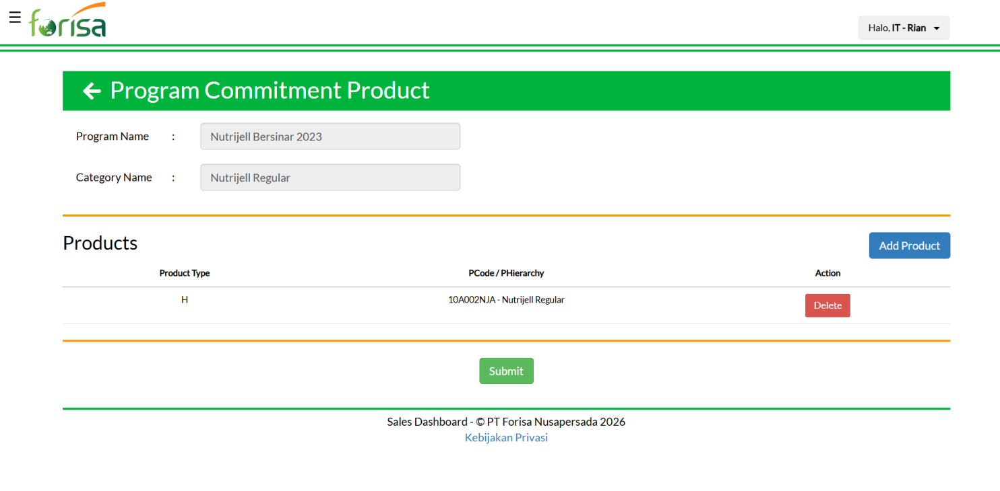 ☰ forisa
Halo, IT - Rian
Program Commitment Product
Program Name : Nutrijell Bersinar 2023
Category Name : Nutrijell Regular
Products
Add Product
Product Type PCode / PHierarchy Action
H 10A002NJA - Nutrijell Regular Delete
Submit
Sales Dashboard - © PT Forisa Nusapersada 2026
Kebijakan Privasi